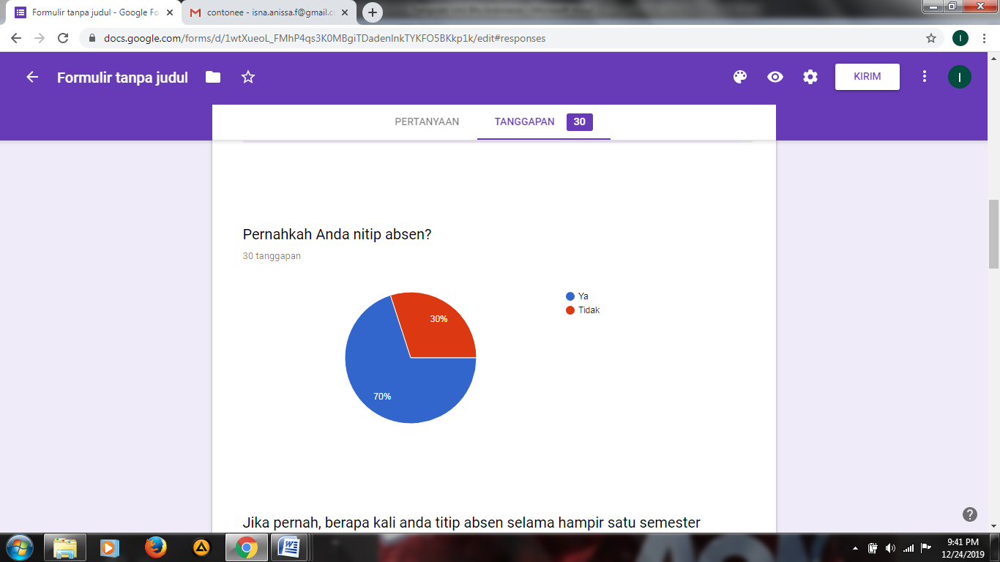 Formulir tanpa judul - Google Fo
contonee - isna.anissa.f@gmail.c
docs.google.com/forms/d/1wtXueoL_FMhP4qs3K0MBgiTDadenInkTYKFO5BKkp1k/edit#responses
I
Formulir tanpa judul
KIRIM
I
PERTANYAAN
TANGGAPAN
30
Pernahkah Anda nitip absen?
30 tanggapan
Ya
Tidak
30%
70%
Jika pernah, berapa kali anda titip absen selama hampir satu semester
9:41 PM
12/24/2019